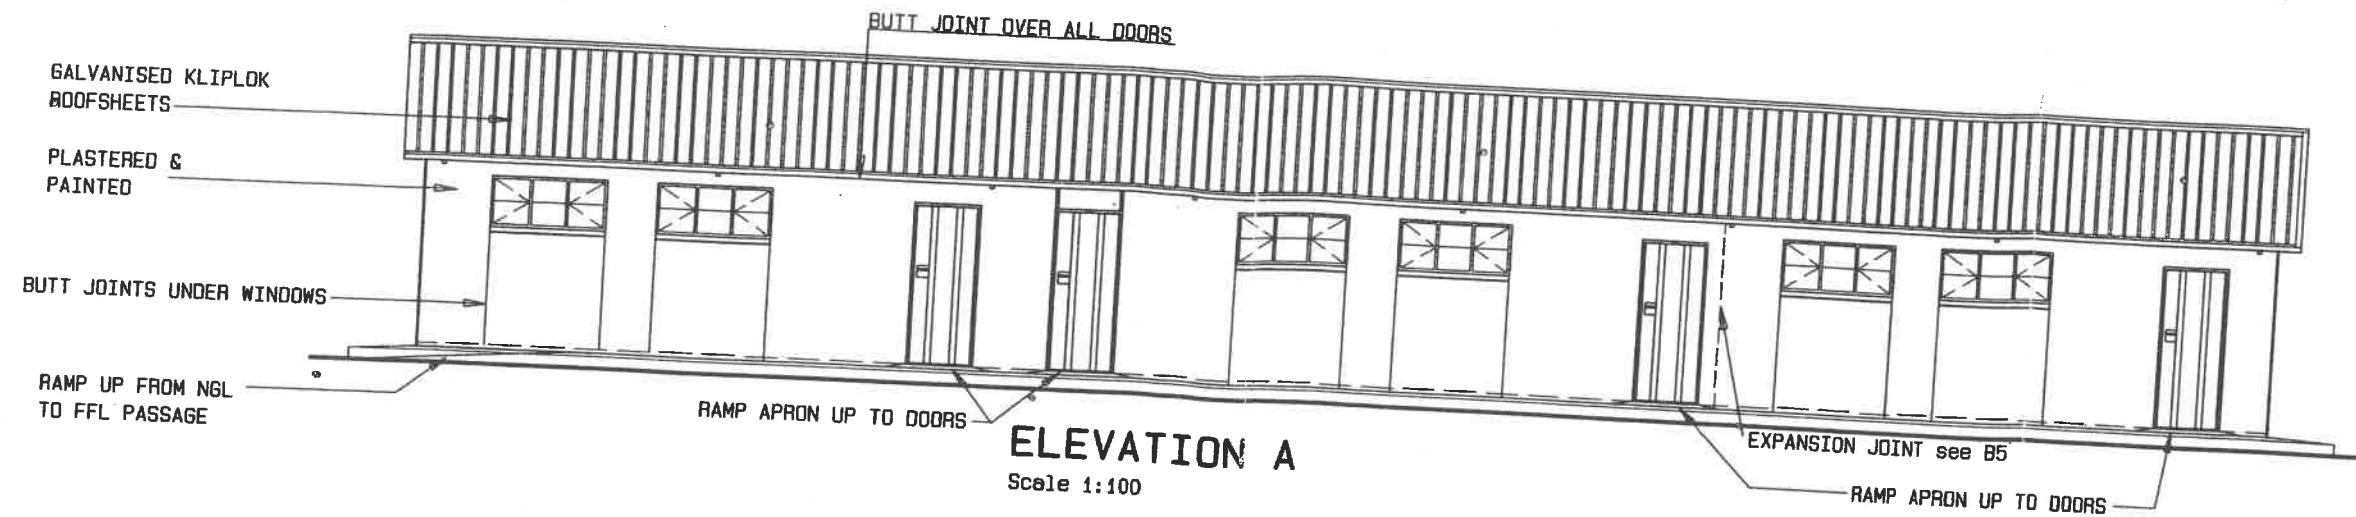 BUTT JOINT OVER ALL DOORS
GALVANISED KLIPLOK
ROOFSHEETS
PLASTERED &
PAINTED
BUTT JOINTS UNDER WINDOWS
RAMP UP FROM NGL
TO FFL PASSAGE
RAMP APRON UP TO DOORS
ELEVATION A
Scale 1:100
EXPANSION JOINT see B5
RAMP APRON UP TO DOORS